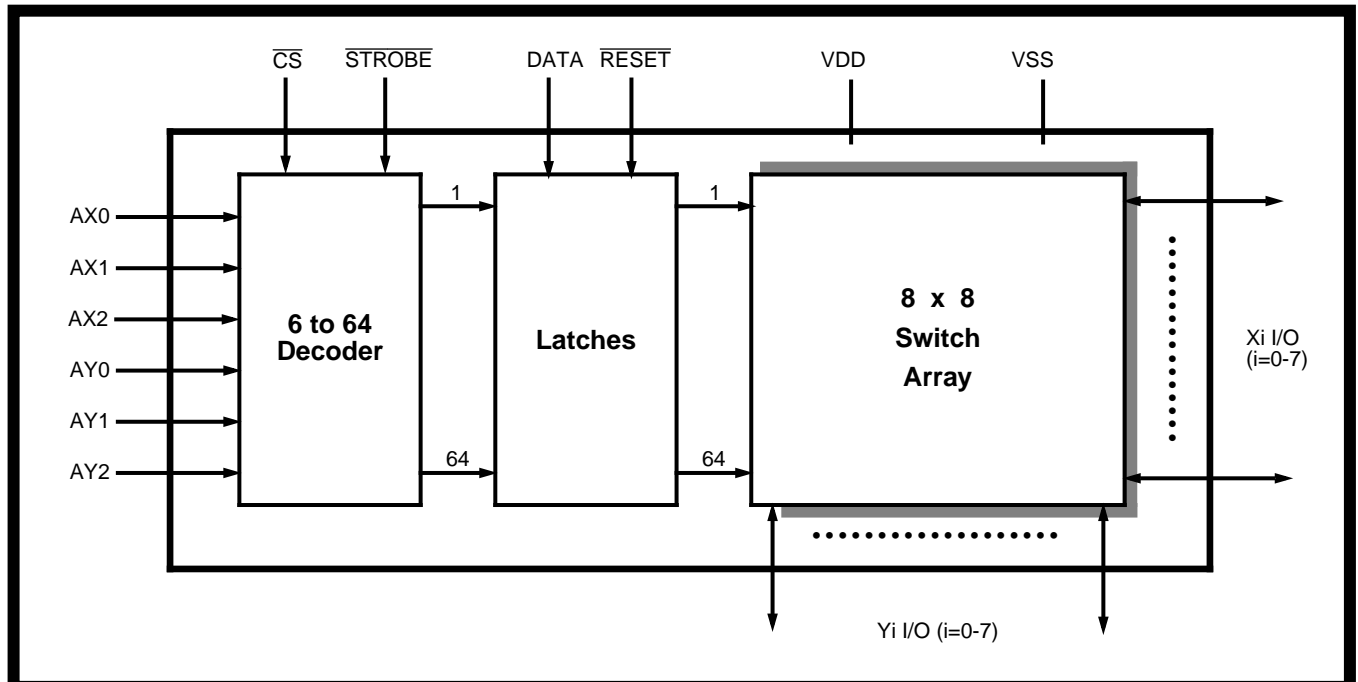 CS STROBE DATA RESET VDD VSS
1 1
AX0
AX1
AX2
AY0
AY1
AY2
6 to 64
Decoder
Latches
8 x 8
Switch
Array
Xi I/O
(i=0-7)
64 64
Yi I/O (i=0-7)